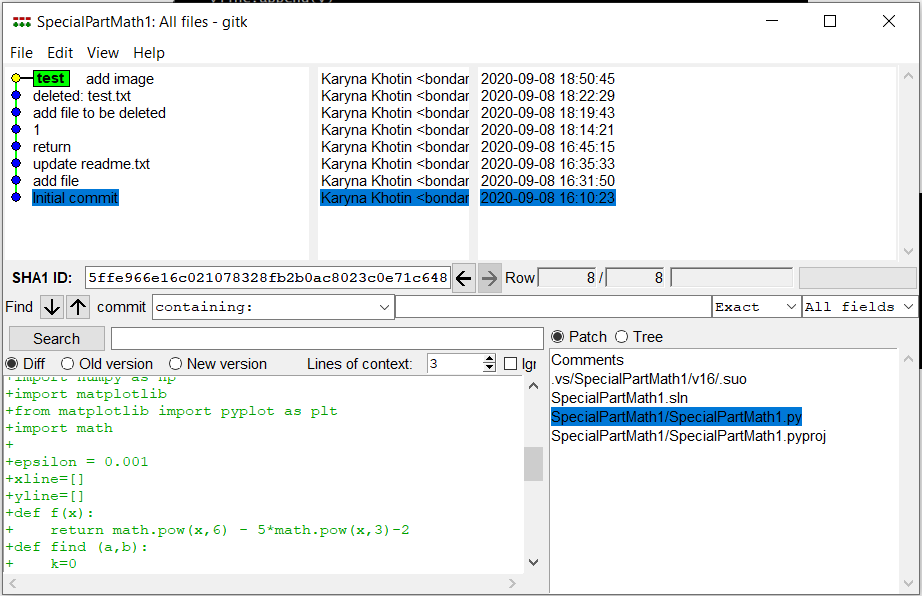 SpecialPartMath1: All files - gitk
File Edit View Help
test add image Karyna Khotin <bondar 2020-09-08 18:50:45
deleted: test.txt Karyna Khotin <bondar 2020-09-08 18:22:29
add file to be deleted Karyna Khotin <bondar 2020-09-08 18:19:43
1 Karyna Khotin <bondar 2020-09-08 18:14:21
return Karyna Khotin <bondar 2020-09-08 16:45:15
update readme.txt Karyna Khotin <bondar 2020-09-08 16:35:33
add file Karyna Khotin <bondar 2020-09-08 16:31:50
Initial commit Karyna Khotin <bondar 2020-09-08 16:10:23
SHA1 ID: 5ffe966e16c021078328fb2b0ac8023c0e71c648 Row 8 / 8
Find commit containing: Exact All fields
Search
Diff Old version New version Lines of context: 3 Igr
+import numpy as np
+import matplotlib
+from matplotlib import pyplot as plt
+import math
+
+epsilon = 0.001
+xline=[]
+yline=[]
+def f(x):
+    return math.pow(x,6) - 5*math.pow(x,3)-2
+def find (a,b):
+    k=0
Patch Tree
Comments
.vs/SpecialPartMath1/v16/.suo
SpecialPartMath1.sln
SpecialPartMath1/SpecialPartMath1.py
SpecialPartMath1/SpecialPartMath1.pyproj